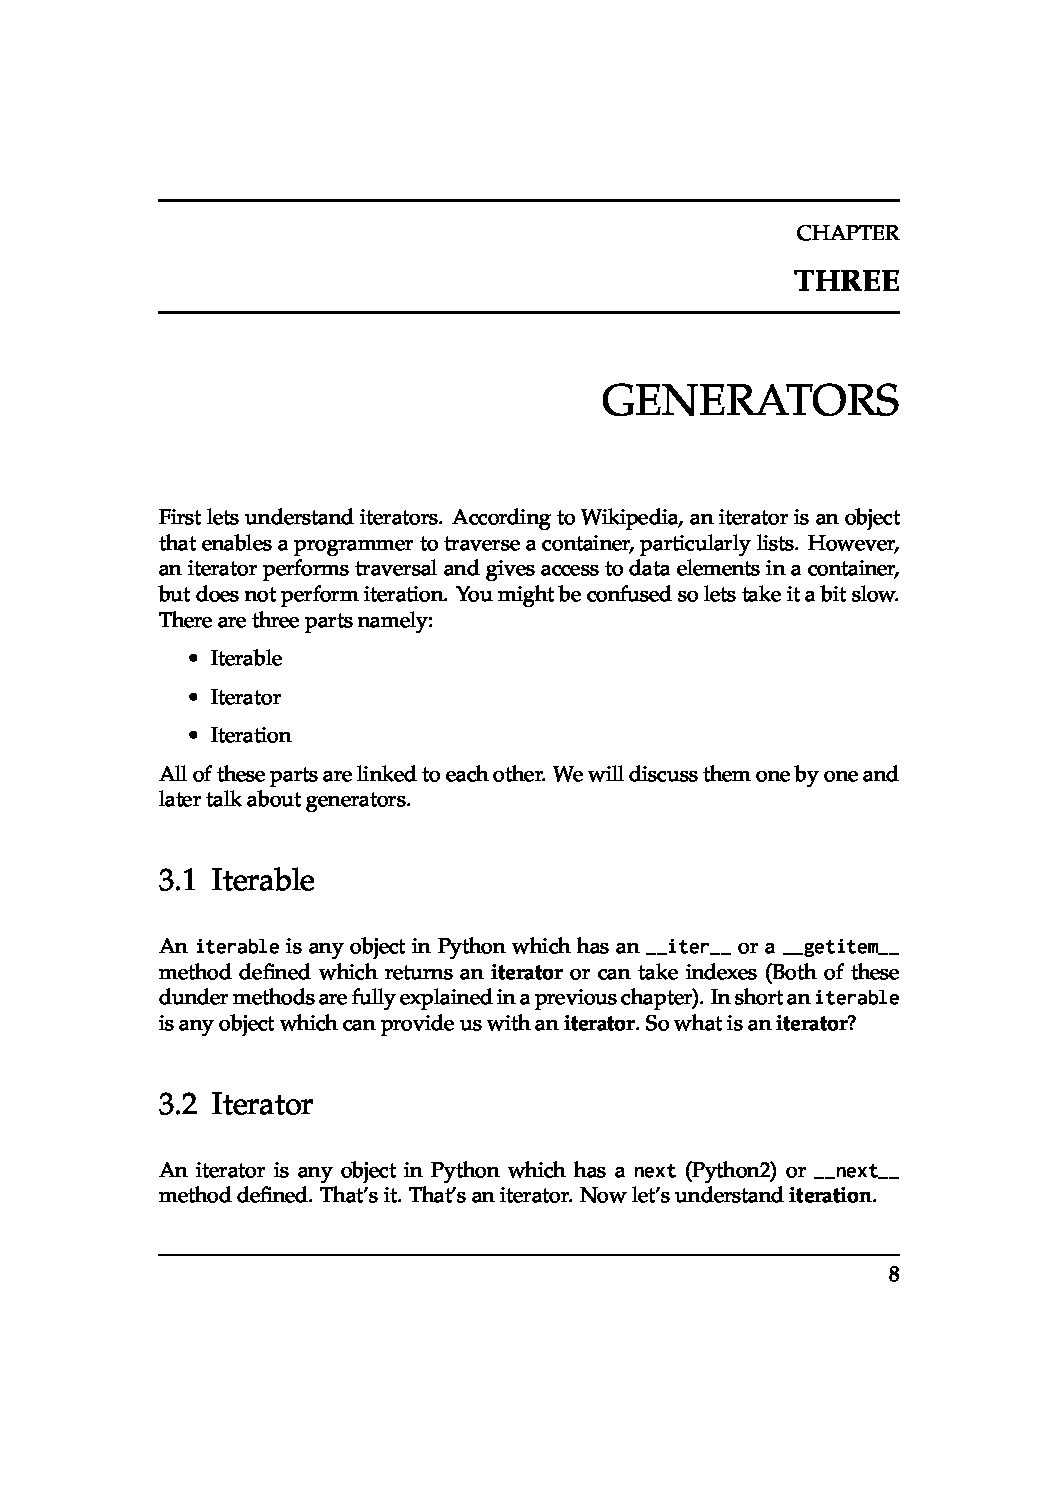 CHAPTER
THREE
GENERATORS
First lets understand iterators. According to Wikipedia, an iterator is an object
that enables a programmer to traverse a container, particularly lists. However,
an iterator performs traversal and gives access to data elements in a container,
but does not perform iteration. You might be confused so lets take it a bit slow.
There are three parts namely:
• Iterable
• Iterator
• Iteration
All of these parts are linked to each other. We will discuss them one by one and
later talk about generators.
3.1 Iterable
An iterable is any object in Python which has an __iter__ or a __getitem__
method defined which returns an iterator or can take indexes (Both of these
dunder methods are fully explained in a previous chapter). In short an iterable
is any object which can provide us with an iterator. So what is an iterator?
3.2 Iterator
An iterator is any object in Python which has a next (Python2) or __next__
method defined. That’s it. That’s an iterator. Now let’s understand iteration.
8